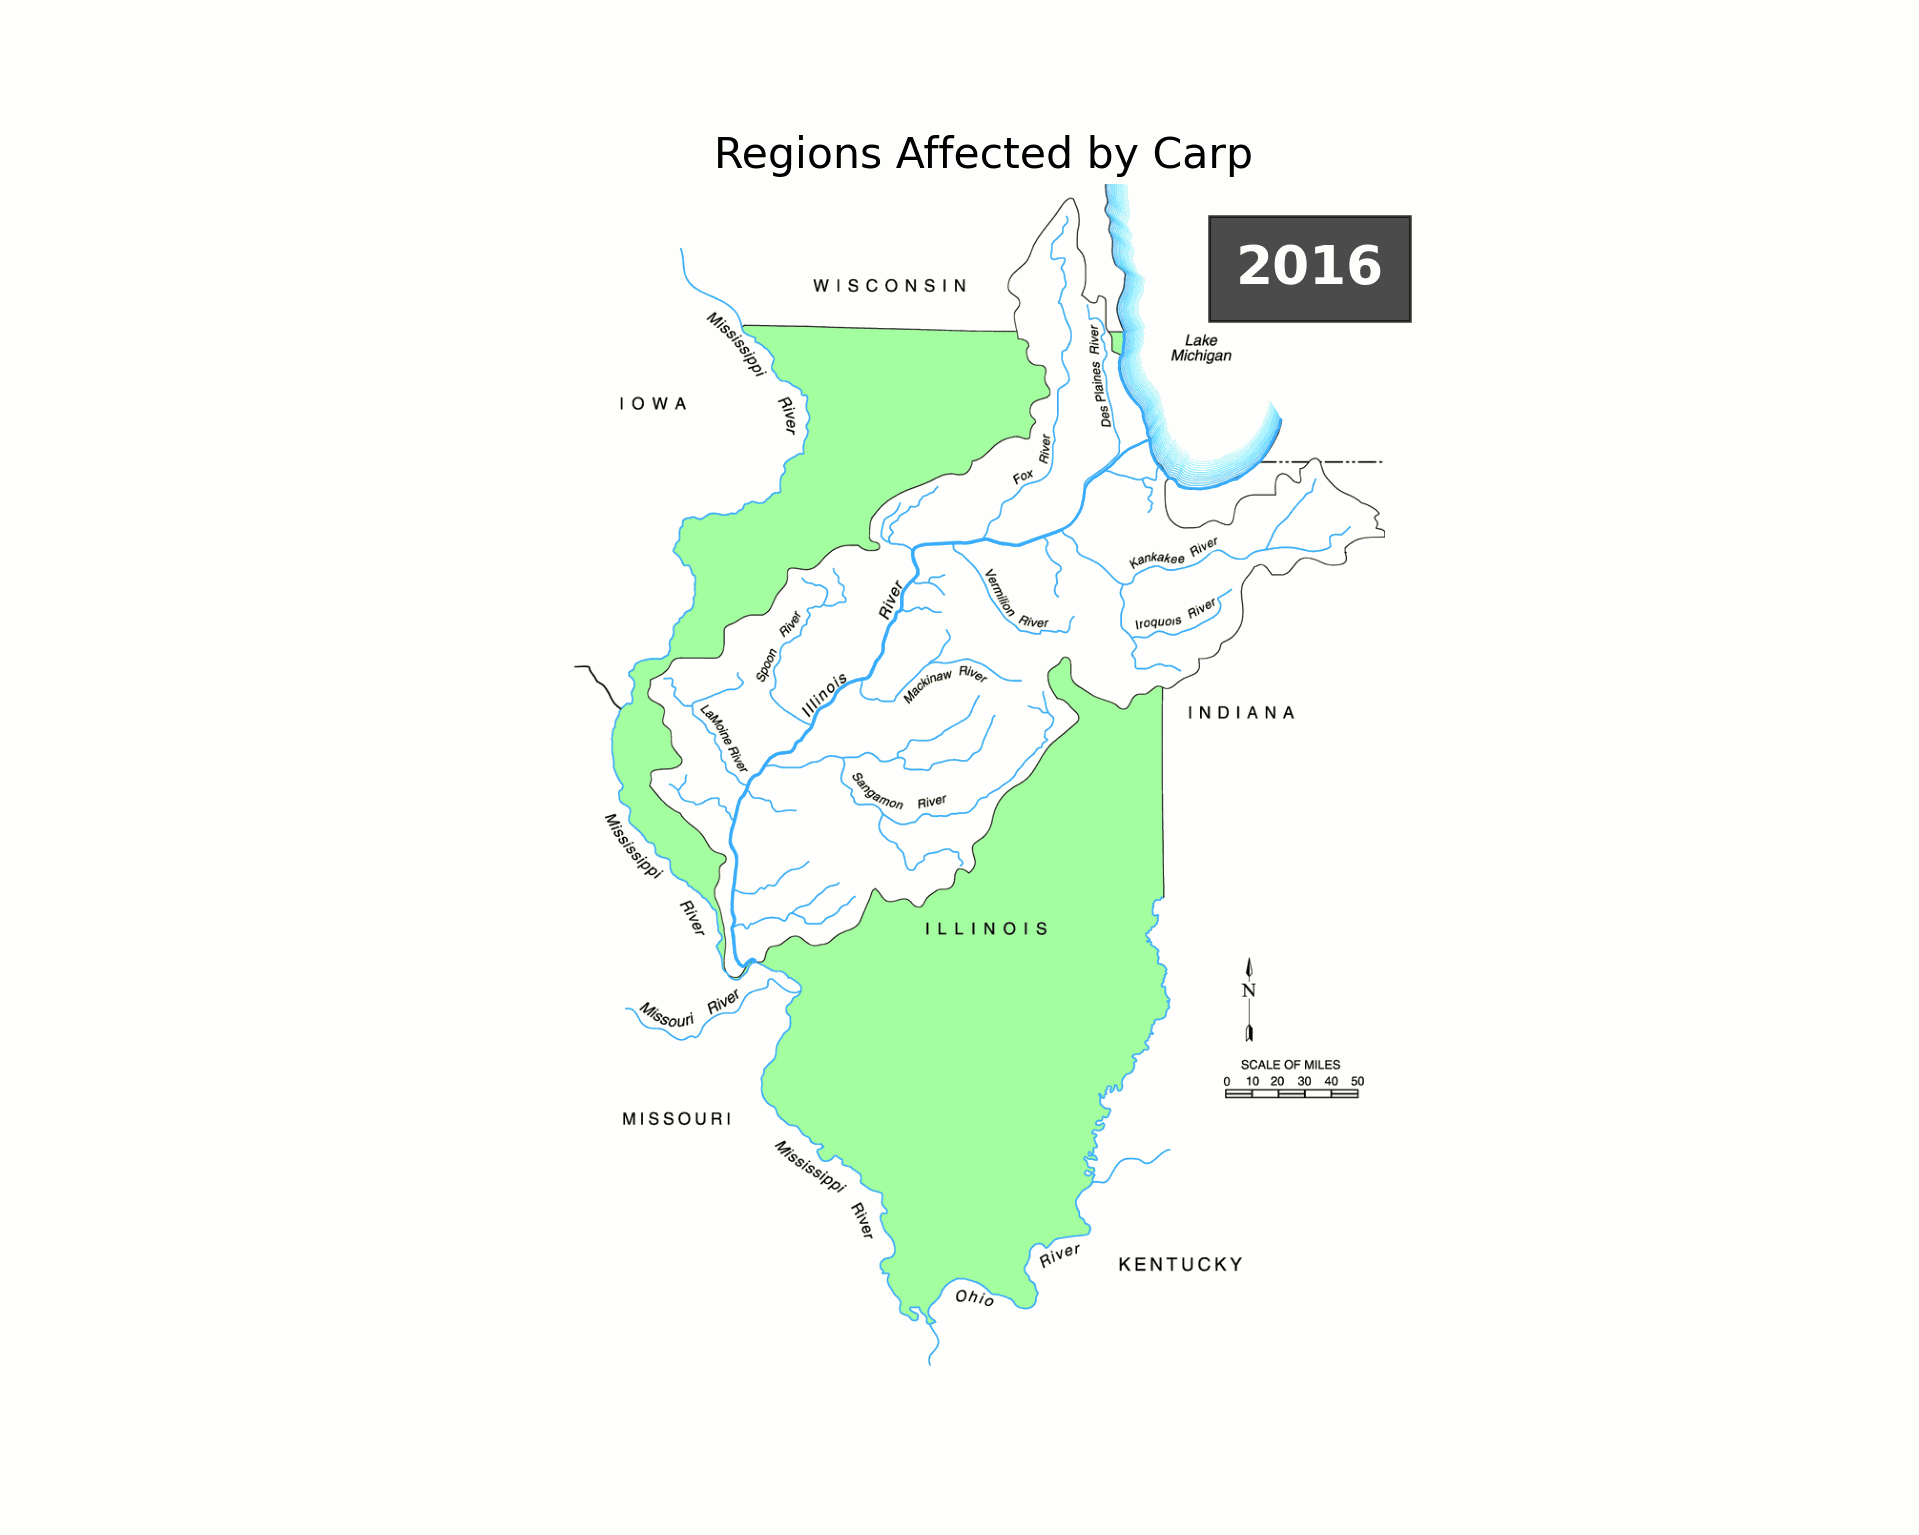 Regions Affected by Carp
2016
WISCONSIN
Mississippi
River
Lake
Michigan
Des Plaines River
IOWA
Fox
River
Kankakee River
Vermilion
River
River
Iroquois River
Spoon
River
Illinois
Mackinaw River
LaMoine River
INDIANA
Sangamon
River
Mississippi
River
ILLINOIS
N
Missouri
River
SCALE OF MILES
0 10 20 30 40 50
MISSOURI
Mississippi
River
River
KENTUCKY
Ohio